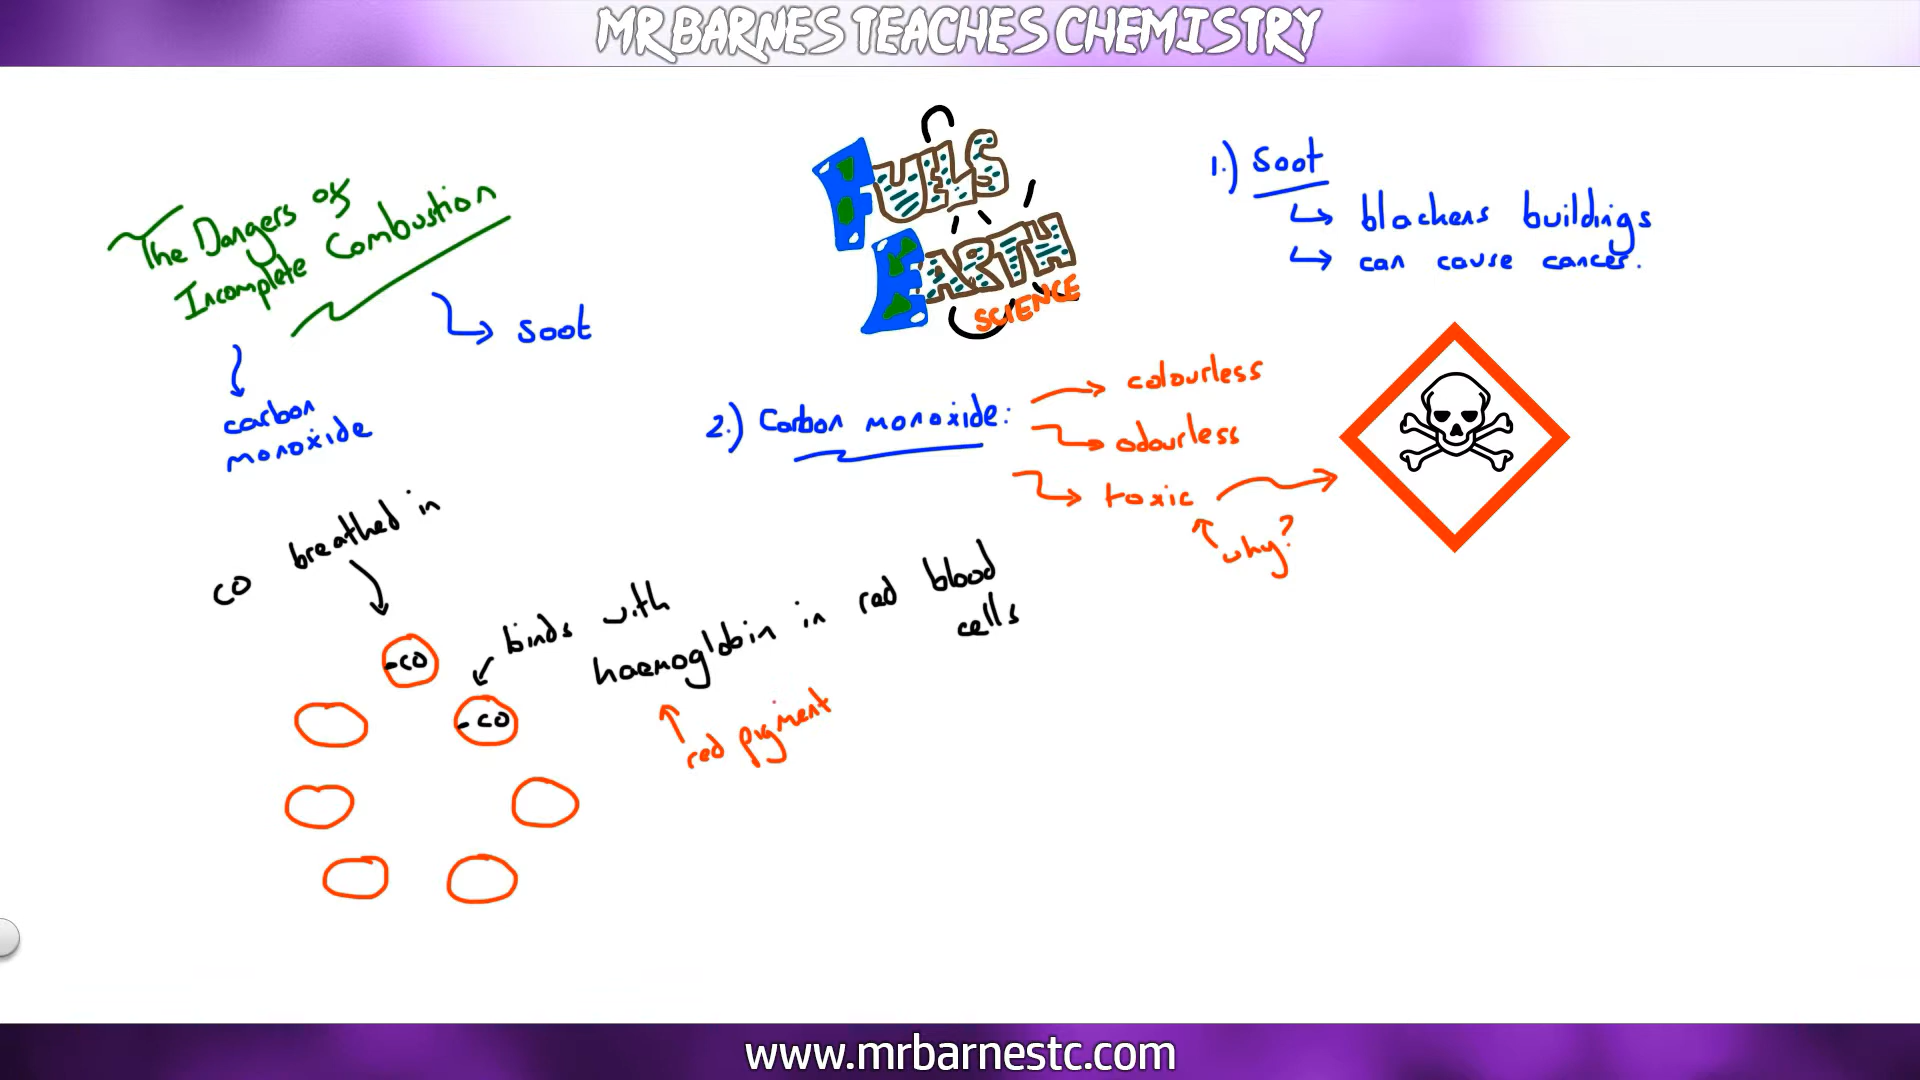 MR BARNES TEACHES CHEMISTRY
The Dangers of
Incomplete Combustion
soot
carbon
monoxide
FUELS
EARTH
SCIENCE
1.) Soot
blackens buildings
can cause cancer.
2.) Carbon monoxide:
colourless
odourless
toxic
why?
CO breathed in
binds with
haemoglobin in red blood
cells
red pigment
-CO
-CO
www.mrbarnestc.com